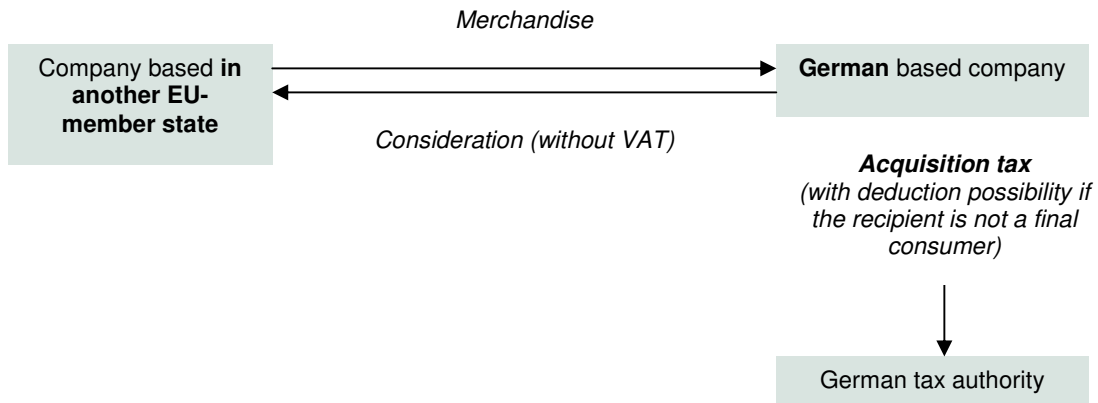 Merchandise
Company based in
another EU-
member state
German based company
Consideration (without VAT)
Acquisition tax
(with deduction possibility if
the recipient is not a final
consumer)
German tax authority